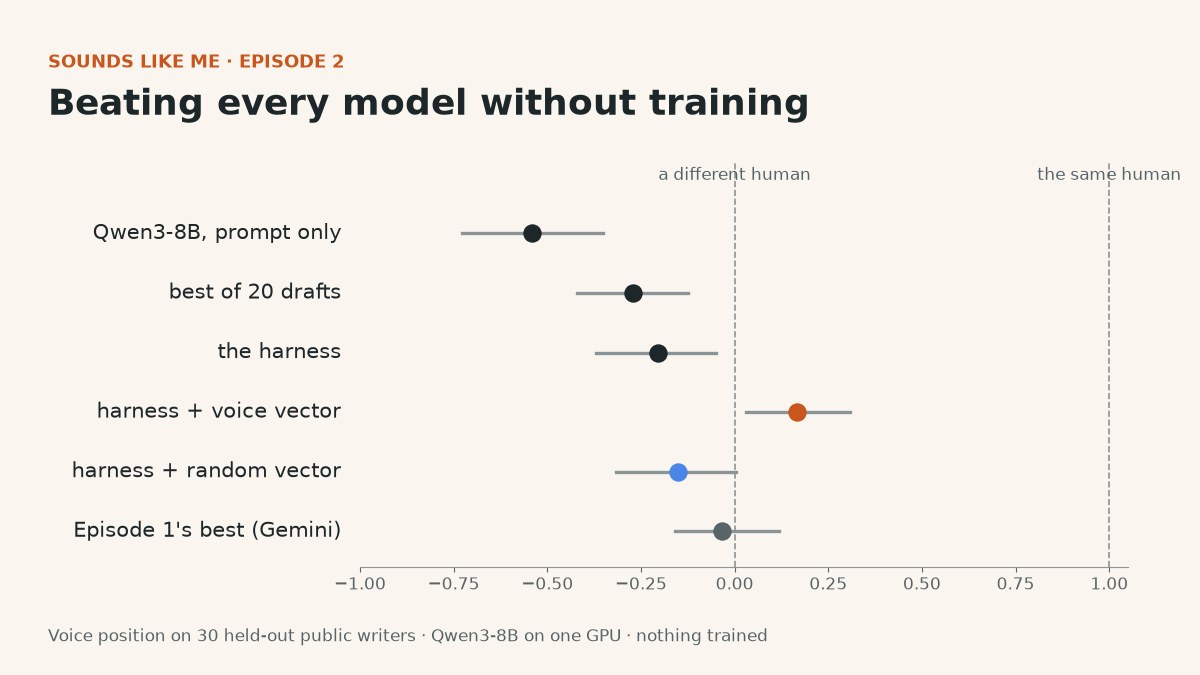 SOUNDS LIKE ME · EPISODE 2
Beating every model without training
a different human
the same human
Qwen3-8B, prompt only
best of 20 drafts
the harness
harness + voice vector
harness + random vector
Episode 1's best (Gemini)
−1.00 −0.75 −0.50 −0.25 0.00 0.25 0.50 0.75 1.00
Voice position on 30 held-out public writers · Qwen3-8B on one GPU · nothing trained